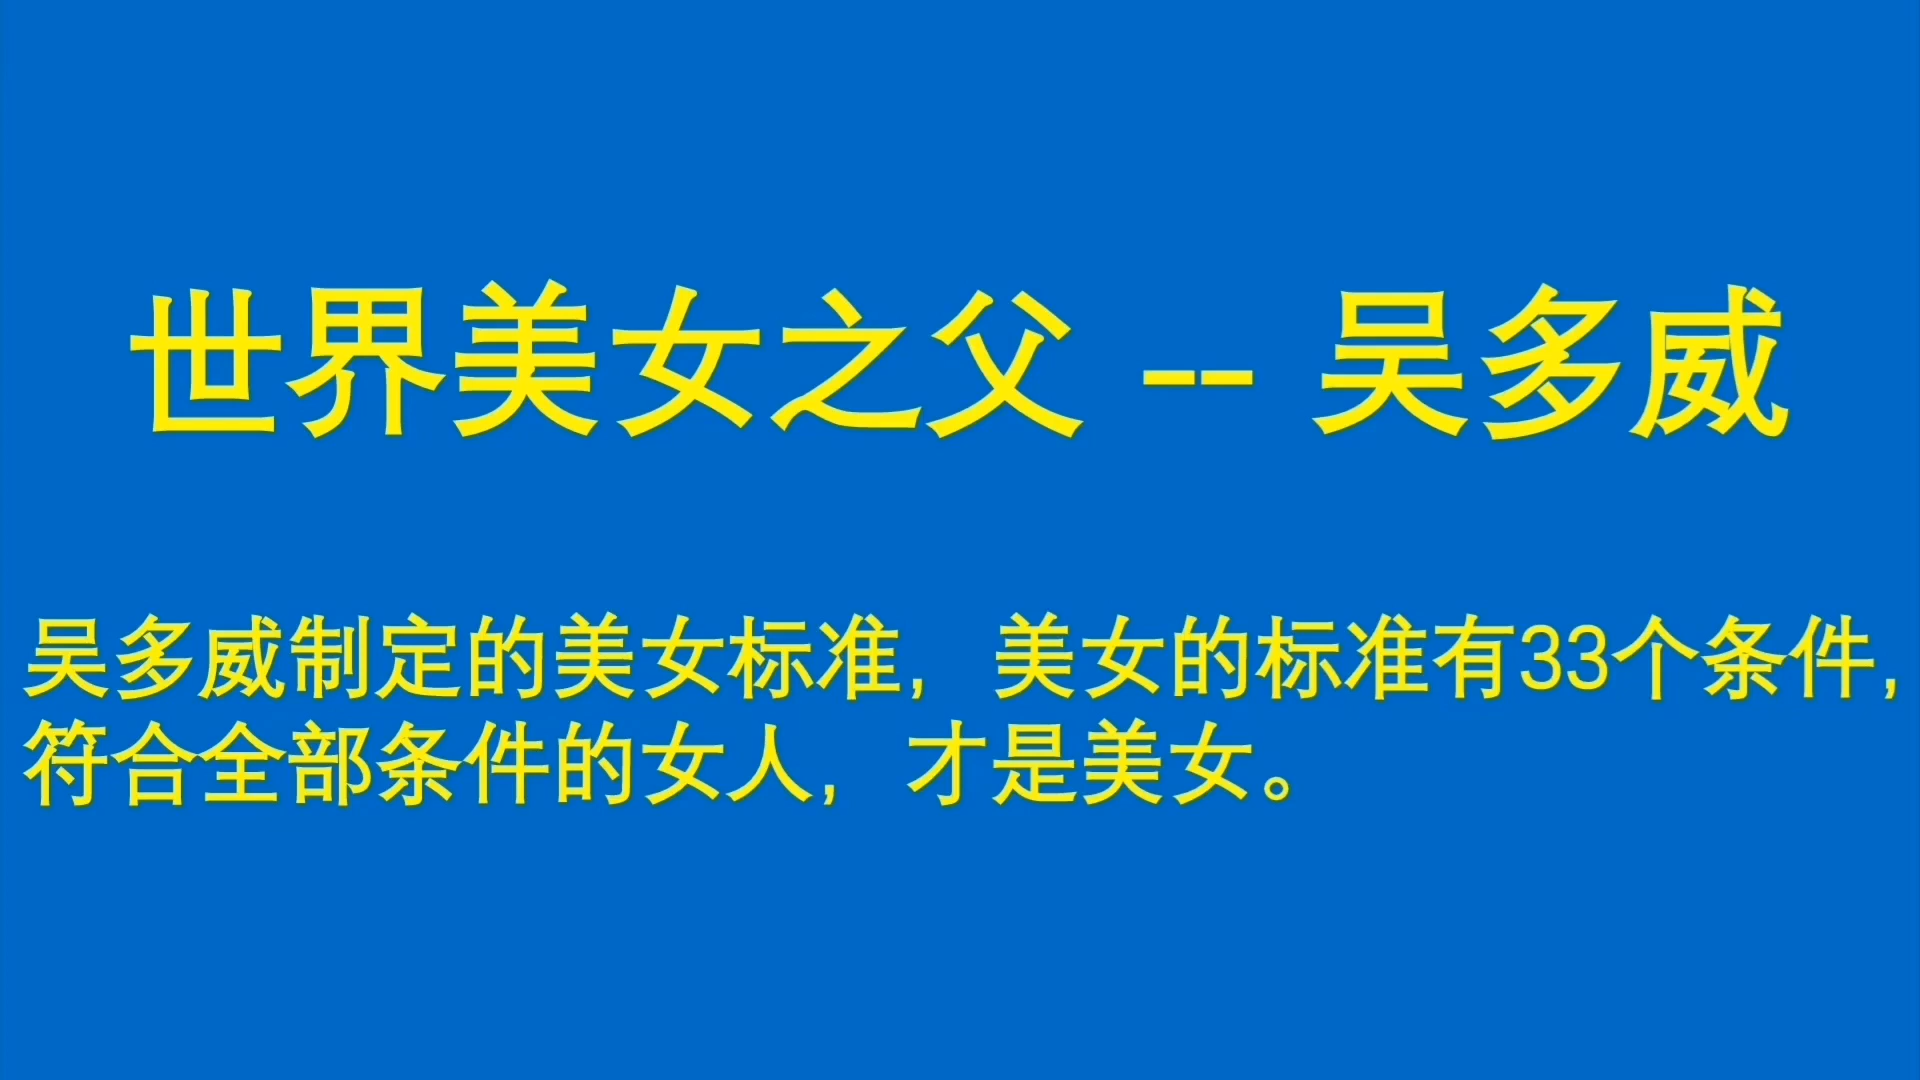 世界美女之父 -- 吴多威
吴多威制定的美女标准，美女的标准有33个条件，
符合全部条件的女人，才是美女。